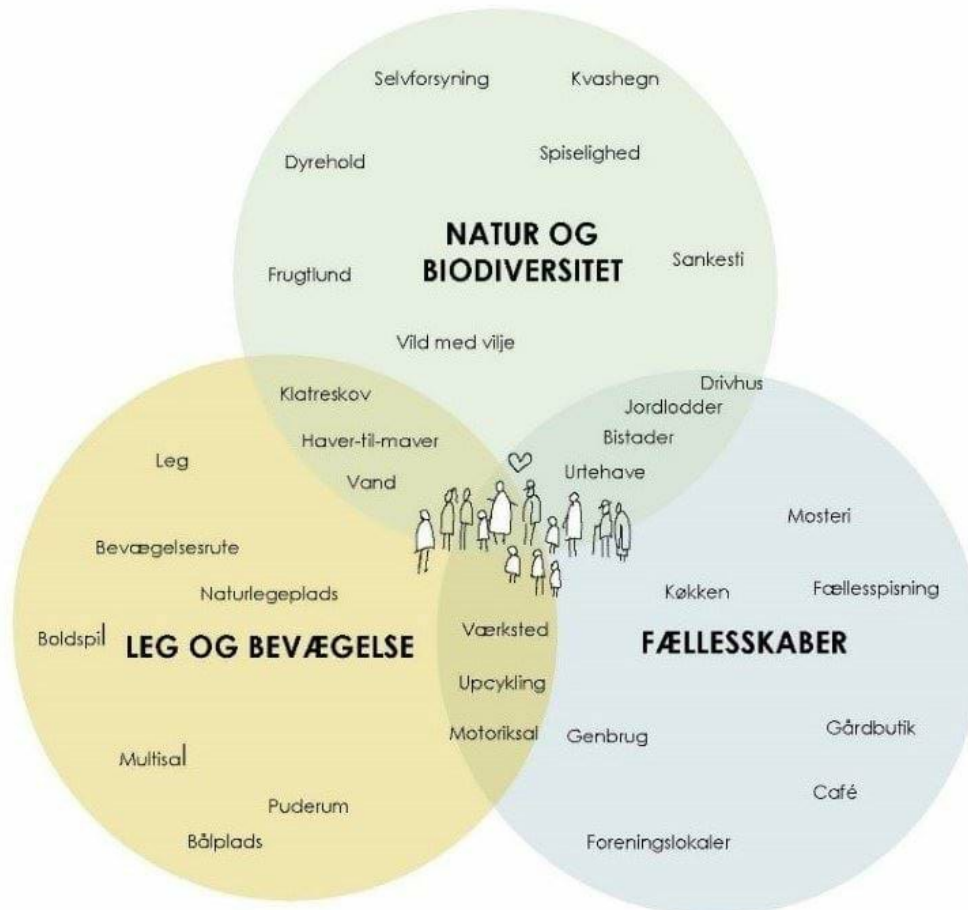 Selvforsyning
Kvashegn
Spiselighed
Dyrehold
NATUR OG
BIODIVERSITET
Sankesti
Frugtlund
Vild med vilje
Drivhus
Klatreskov
Jordlodder
Haver-til-maver
Bistader
Leg
Vand
Urtehave
Mosteri
Bevægelsesrute
Naturlegeplads
Køkken
Fællesspisning
Boldspil
LEG OG BEVÆGELSE
Værksted
FÆLLESSKABER
Upcykling
Motoriksal
Genbrug
Gårdbutik
Multisal
Puderum
Café
Bålplads
Foreningslokaler